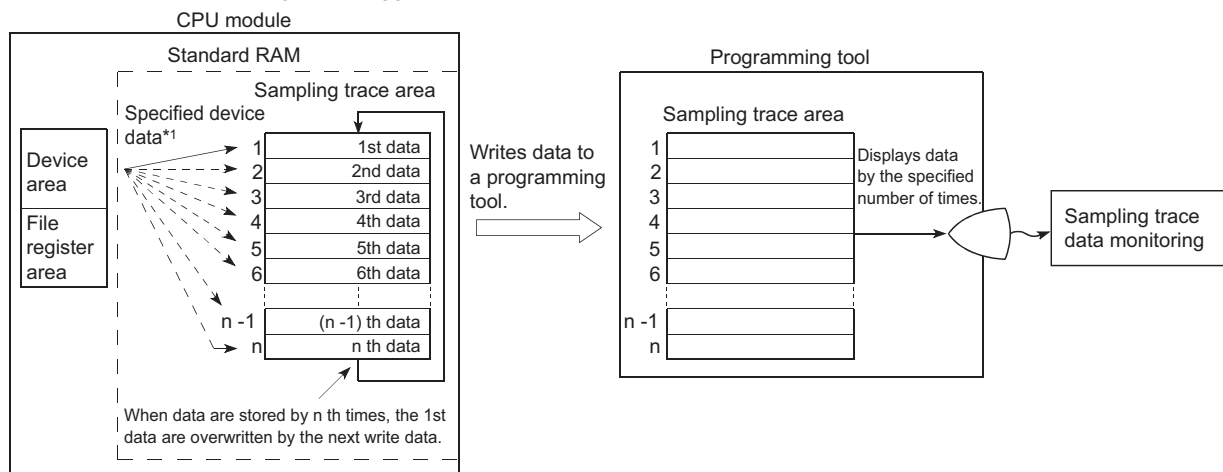 CPU module
Standard RAM
Sampling trace area
Specified device
data*1
Device
area
File
register
area
1 1st data
2 2nd data
3 3rd data
4 4th data
5 5th data
6 6th data
n -1 (n -1) th data
n n th data
When data are stored by n th times, the 1st
data are overwritten by the next write data.
Writes data to
a programming
tool.
Programming tool
Sampling trace area
1
2
3
4
5
6
n -1
n
Displays data
by the specified
number of times.
Sampling trace
data monitoring